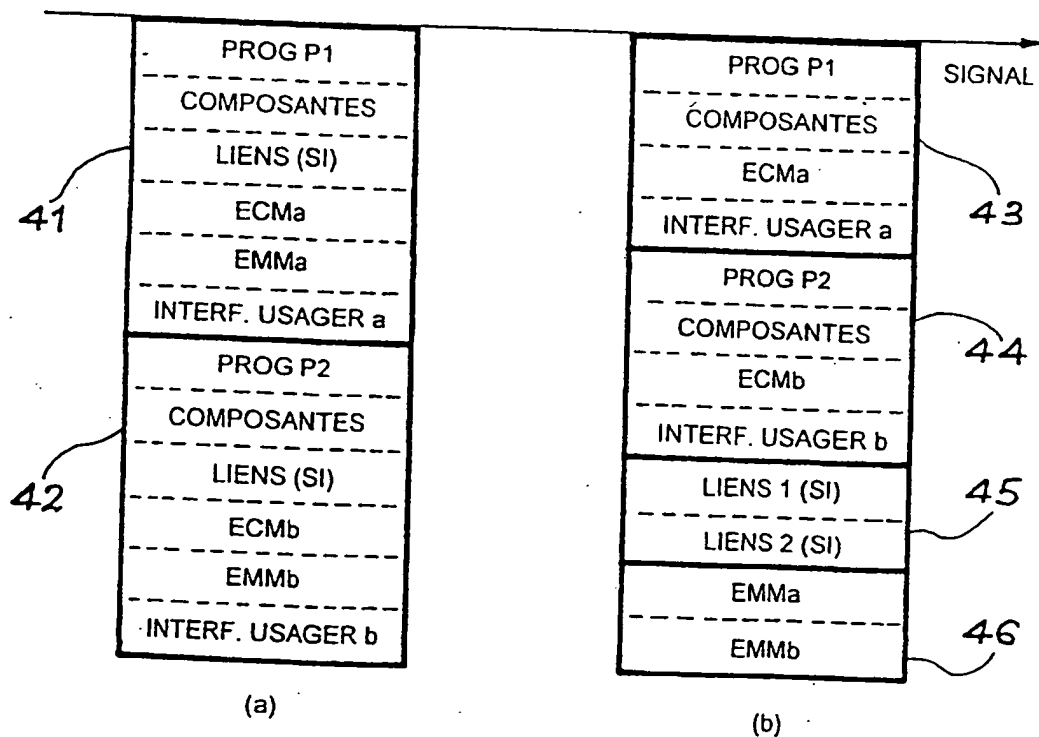 SIGNAL
PROG P1
COMPOSANTES
LIENS (SI)
ECMa
EMMa
INTERF. USAGER a
PROG P2
COMPOSANTES
LIENS (SI)
ECMb
EMMb
INTERF. USAGER b
41
42
(a)
PROG P1
COMPOSANTES
ECMa
INTERF. USAGER a
PROG P2
COMPOSANTES
ECMb
INTERF. USAGER b
LIENS 1 (SI)
LIENS 2 (SI)
EMMa
EMMb
43
44
45
46
(b)